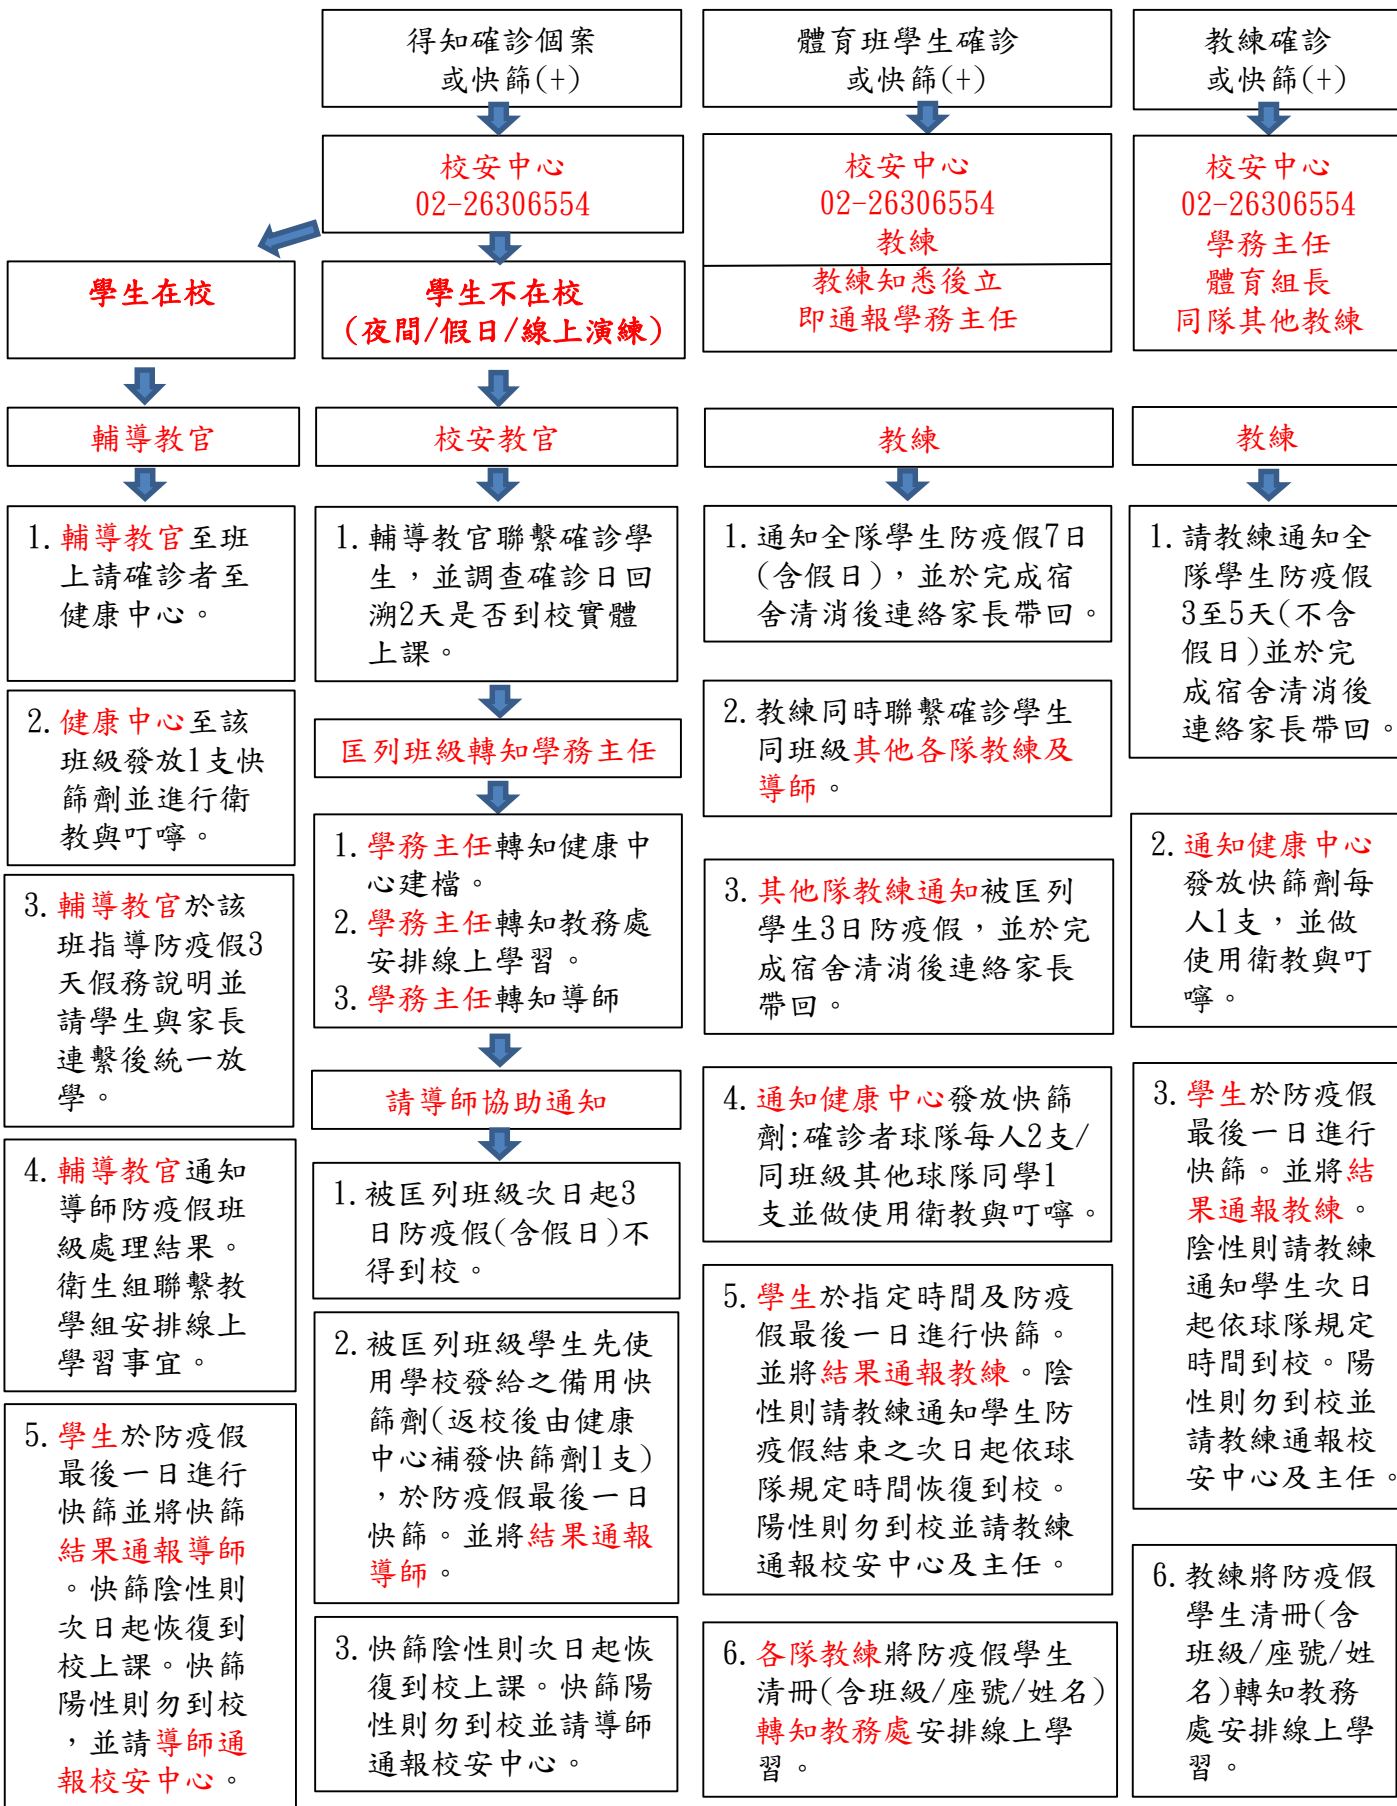 得知確診個案
或快篩(+)
體育班學生確診
或快篩(+)
教練確診
或快篩(+)
校安中心
02-26306554
校安中心
02-26306554
教練
教練知悉後立
即通報學務主任
校安中心
02-26306554
學務主任
體育組長
同隊其他教練
學生在校
學生不在校
(夜間/假日/線上演練)
輔導教官
校安教官
教練
教練
1. 輔導教官至班
上請確診者至
健康中心。
2. 健康中心至該
班級發放1支快
篩劑並進行衛
教與叮嚀。
3. 輔導教官於該
班指導防疫假3
天假務說明並
請學生與家長
連繫後統一放
學。
4. 輔導教官通知
導師防疫假班
級處理結果。
衛生組聯繫教
學組安排線上
學習事宜。
5. 學生於防疫假
最後一日進行
快篩並將快篩
結果通報導師
。快篩陰性則
次日起恢復到
校上課。快篩
陽性則勿到校
，並請導師通
報校安中心。
1. 輔導教官聯繫確診學
生，並調查確診日回
溯2天是否到校實體
上課。
匡列班級轉知學務主任
1. 學務主任轉知健康中
心建檔。
2. 學務主任轉知教務處
安排線上學習。
3. 學務主任轉知導師
請導師協助通知
1. 被匡列班級次日起3
日防疫假(含假日)不
得到校。
2. 被匡列班級學生先使
用學校發給之備用快
篩劑(返校後由健康
中心補發快篩劑1支)
，於防疫假最後一日
快篩。並將結果通報
導師。
3. 快篩陰性則次日起恢
復到校上課。快篩陽
性則勿到校並請導師
通報校安中心。
1. 通知全隊學生防疫假7日
(含假日)，並於完成宿
舍清消後連絡家長帶回。
2. 教練同時聯繫確診學生
同班級其他各隊教練及
導師。
3. 其他隊教練通知被匡列
學生3日防疫假，並於完
成宿舍清消後連絡家長
帶回。
4. 通知健康中心發放快篩
劑:確診者球隊每人2支/
同班級其他球隊同學1
支並做使用衛教與叮嚀。
5. 學生於指定時間及防疫
假最後一日進行快篩。
並將結果通報教練。陰
性則請教練通知學生防
疫假結束之次日起依球
隊規定時間恢復到校。
陽性則勿到校並請教練
通報校安中心及主任。
6. 各隊教練將防疫假學生
清冊(含班級/座號/姓名)
轉知教務處安排線上學
習。
1. 請教練通知全
隊學生防疫假
3至5天(不含
假日)並於完
成宿舍清消後
連絡家長帶回。
2. 通知健康中心
發放快篩劑每
人1支，並做
使用衛教與叮
嚀。
3. 學生於防疫假
最後一日進行
快篩。並將結
果通報教練。
陰性則請教練
通知學生次日
起依球隊規定
時間到校。陽
性則勿到校並
請教練通報校
安中心及主任。
6. 教練將防疫假
學生清冊(含
班級/座號/姓
名)轉知教務
處安排線上學
習。